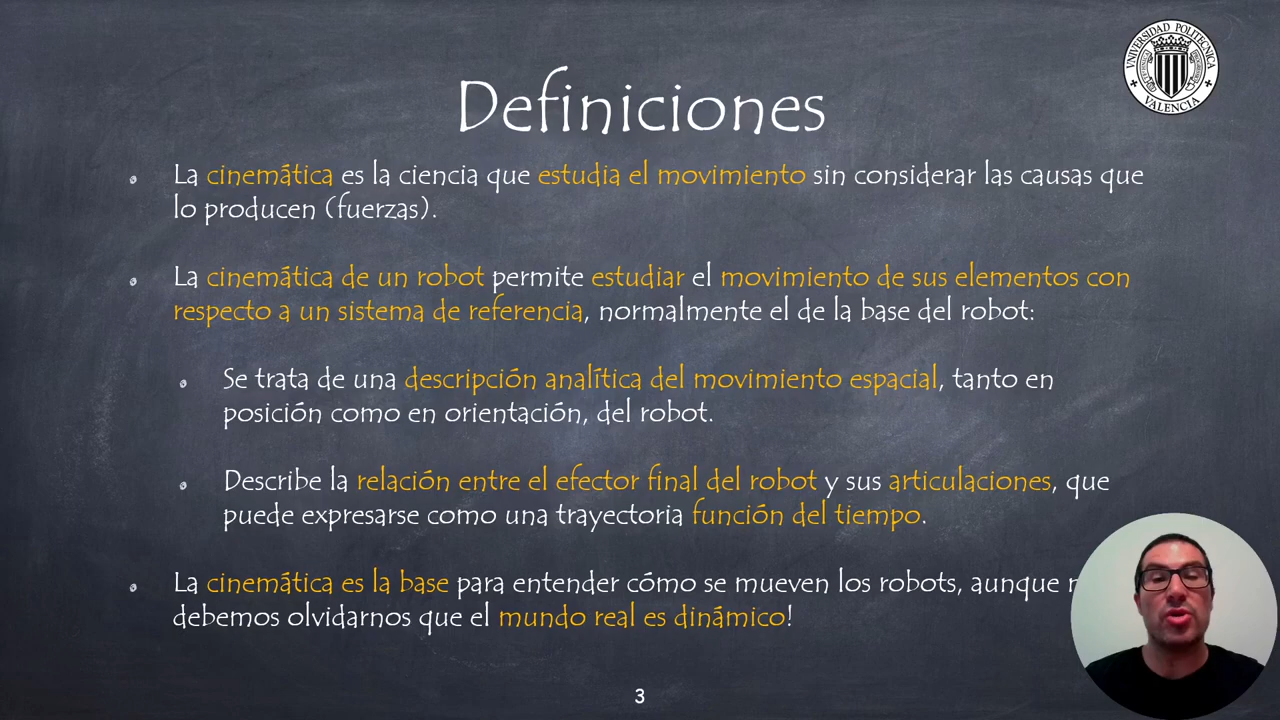 UNIVERSIDAD POLITECNICA
VALENCIA
Definiciones
La cinemática es la ciencia que estudia el movimiento sin considerar las causas que
lo producen (fuerzas).
La cinemática de un robot permite estudiar el movimiento de sus elementos con
respecto a un sistema de referencia, normalmente el de la base del robot:
Se trata de una descripción analítica del movimiento espacial, tanto en
posición como en orientación, del robot.
Describe la relación entre el efector final del robot y sus articulaciones, que
puede expresarse como una trayectoria función del tiempo.
La cinemática es la base para entender cómo se mueven los robots, aunque
debemos olvidarnos que el mundo real es dinámico!
3